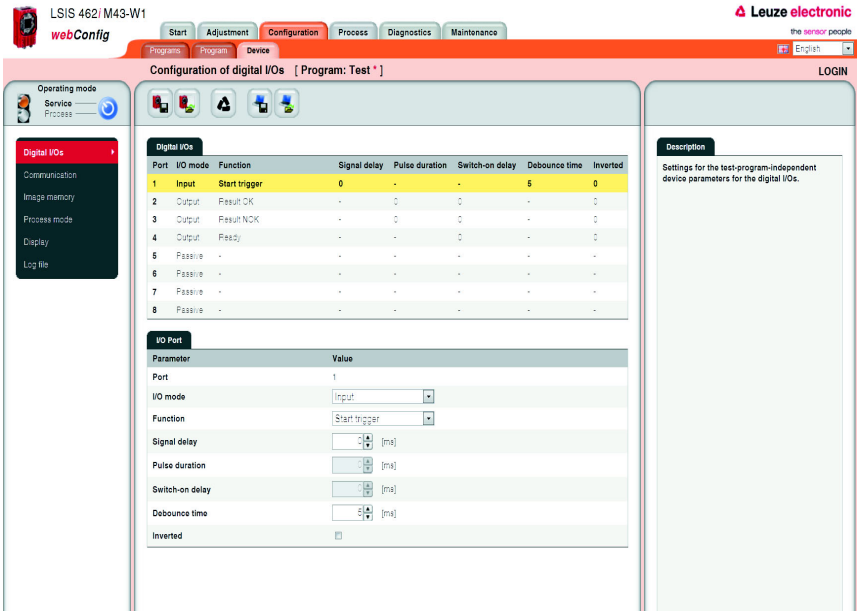 LSIS 462i M43-W1
webConfig
Leuze electronic
the sensor people
Start Adjustment Configuration Process Diagnostics Maintenance
Programs Program Device
English
Configuration of digital I/Os [ Program: Test * ]
LOGIN
Operating mode
Service
Process
Digital I/Os
Communication
Image memory
Process mode
Display
Log file
Digital I/Os
Port I/O mode Function Signal delay Pulse duration Switch-on delay Debounce time Inverted
1 Input Start trigger 0 - - 5 0
2 Output Result OK - 0 0 - 0
3 Output Result NOK - 0 0 - 0
4 Output Ready - - 0 - 0
5 Passive - - - - - -
6 Passive - - - - - -
7 Passive - - - - - -
8 Passive - - - - - -
I/O Port
Parameter Value
Port 1
I/O mode Input
Function Start trigger
Signal delay 0 [ms]
Pulse duration 0 [ms]
Switch-on delay 0 [ms]
Debounce time 5 [ms]
Inverted
Description
Settings for the test-program-independent
device parameters for the digital I/Os.